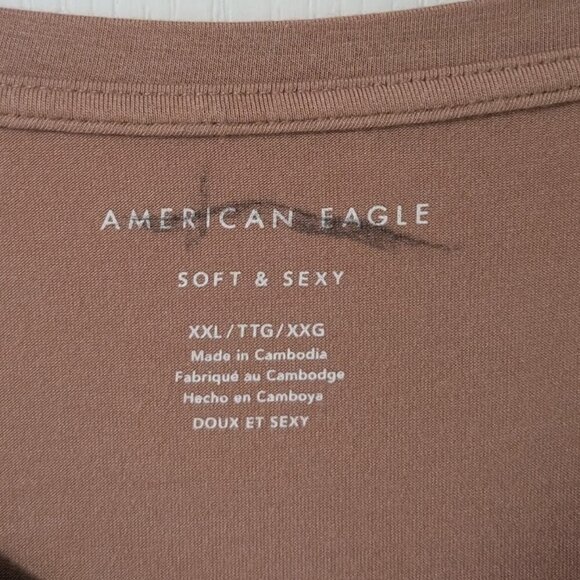 AMERICAN EAGLE
SOFT & SEXY
XXL/TTG/XXG
Made in Cambodia
Fabriqué au Cambodge
Hecho en Camboya
DOUX ET SEXY